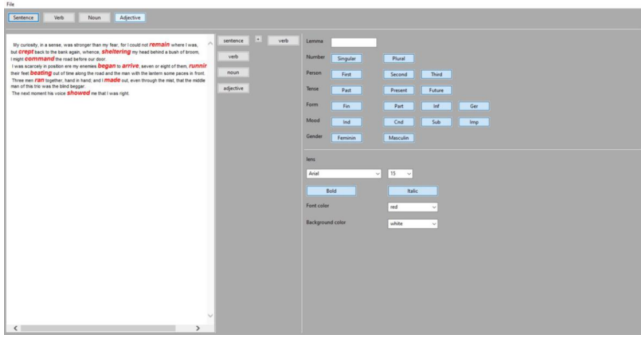 File
Sentence Verb Noun Adjective
My curiosity, in a sense, was stronger than my fear, for I could not remain where I was,
but crept back to the bank again, whence, sheltering my head behind a bush of broom,
I might command the road before our door.
I was scarcely in position ere my enemies began to arrive, seven or eight of them, runnin
their feet beating out of time along the road and the man with the lantern some paces in front.
Three men ran together, hand in hand; and I made out, even through the mist, that the middle
man of this trio was the blind beggar.
The next moment his voice showed me that I was right.
sentence ^ verb
verb
noun
adjective
Lemma
Number Singular Plural
Person First Second Third
Tense Past Present Future
Form Fin Part Inf Ger
Mood Ind Cnd Sub Imp
Gender Feminin Masculin
Arial 15
Bold Italic
Font color red
Background color white